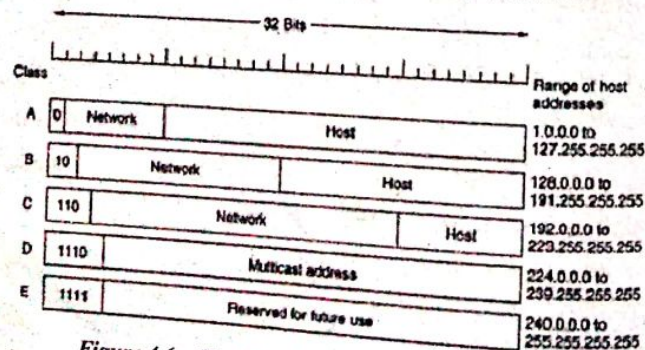 32 Bits
Class
Range of host
addresses
A 0 Network Host 1.0.0.0 to
127.255.255.255
B 10 Network Host 128.0.0.0 to
191.255.255.255
C 110 Network Host 192.0.0.0 to
223.255.255.255
D 1110 Multicast address 224.0.0.0 to
239.255.255.255
E 1111 Reserved for future use 240.0.0.0 to
255.255.255.255